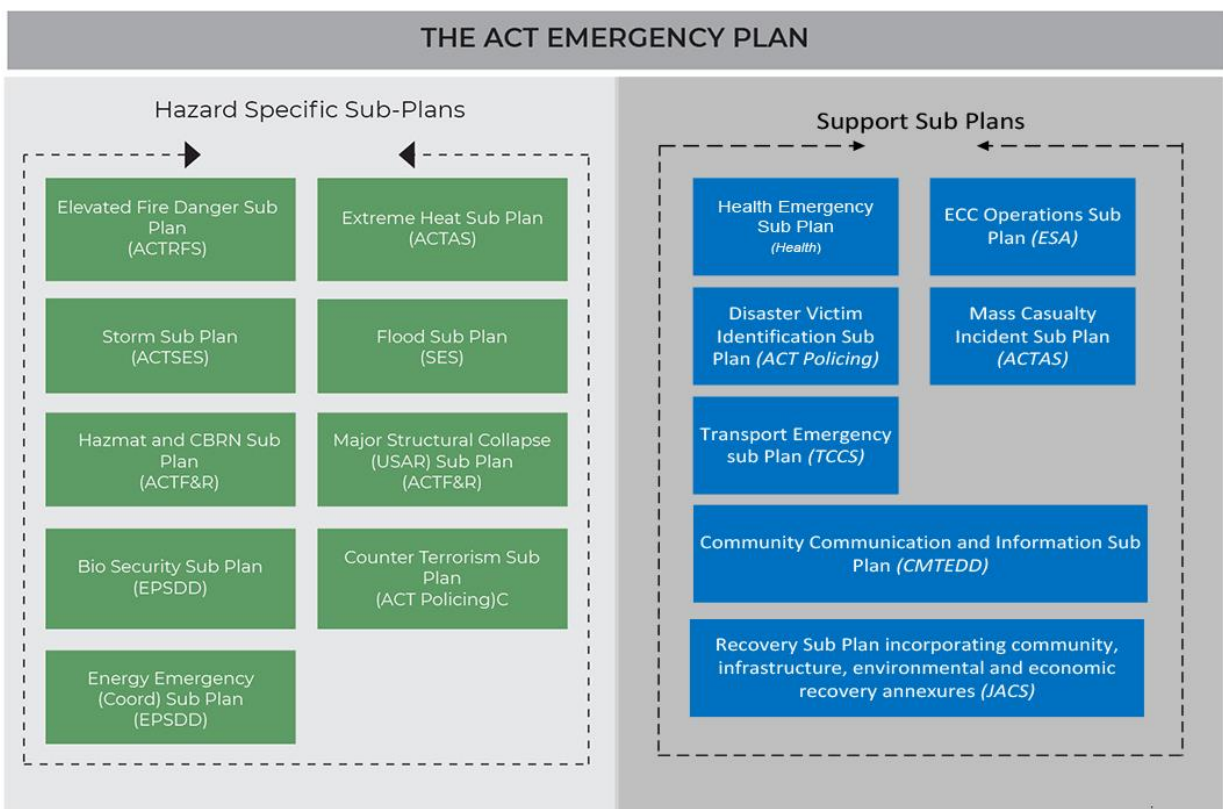 THE ACT EMERGENCY PLAN
Hazard Specific Sub-Plans
Elevated Fire Danger Sub
Plan
(ACTRFS)
Extreme Heat Sub Plan
(ACTAS)
Storm Sub Plan
(ACTSES)
Flood Sub Plan
(SES)
Hazmat and CBRN Sub
Plan
(ACTF&R)
Major Structural Collapse
(USAR) Sub Plan
(ACTF&R)
Bio Security Sub Plan
(EPSDD)
Counter Terrorism Sub
Plan
(ACT Policing)C
Energy Emergency
(Coord) Sub Plan
(EPSDD)
Support Sub Plans
Health Emergency
Sub Plan
(Health)
ECC Operations Sub
Plan (ESA)
Disaster Victim
Identification Sub
Plan (ACT Policing)
Mass Casualty
Incident Sub Plan
(ACTAS)
Transport Emergency
sub Plan (TCCS)
Community Communication and Information Sub
Plan (CMTEDD)
Recovery Sub Plan incorporating community,
infrastructure, environmental and economic
recovery annexures (JACS)